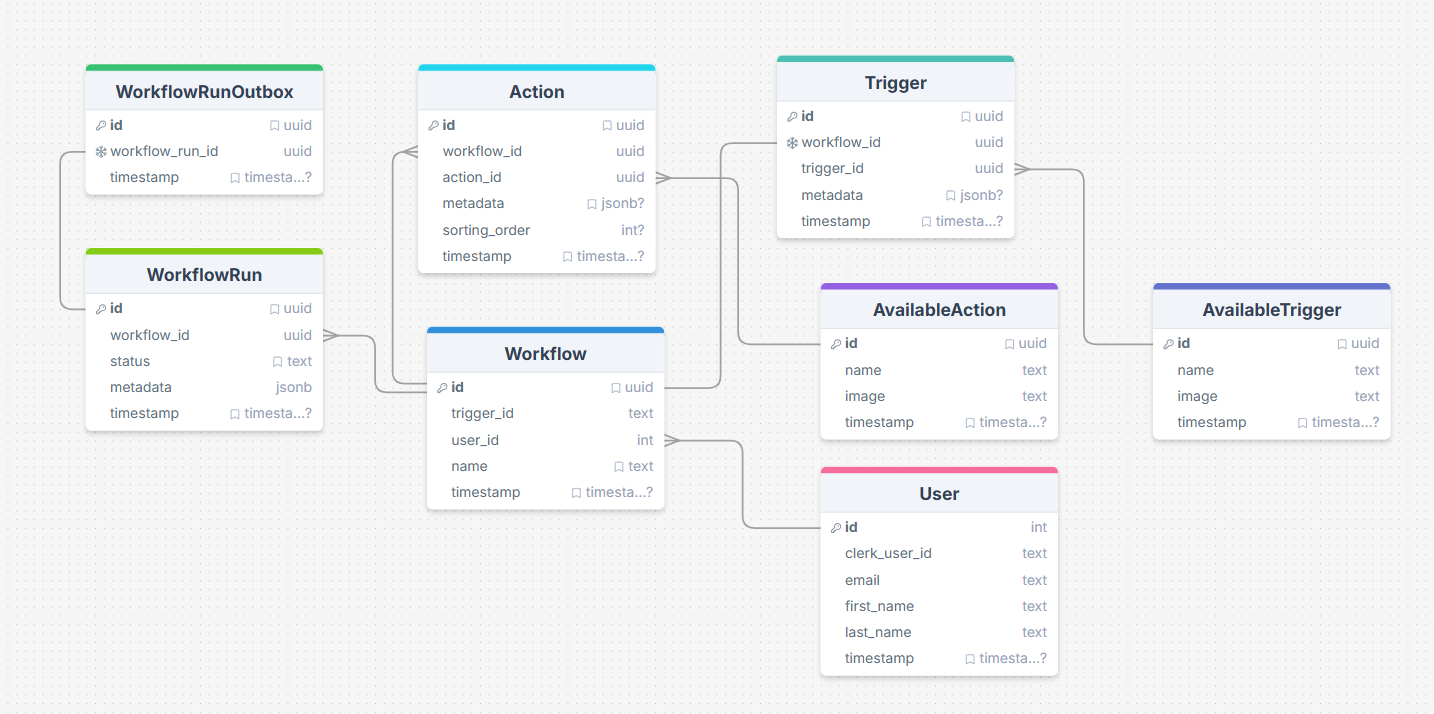 WorkflowRunOutbox
id uuid
workflow_run_id uuid
timestamp timesta...?
Action
id uuid
workflow_id uuid
action_id uuid
metadata jsonb?
sorting_order int?
timestamp timesta...?
Trigger
id uuid
workflow_id uuid
trigger_id uuid
metadata jsonb?
timestamp timesta...?
WorkflowRun
id uuid
workflow_id uuid
status text
metadata jsonb
timestamp timesta...?
Workflow
id uuid
trigger_id text
user_id int
name text
timestamp timesta...?
AvailableAction
id uuid
name text
image text
timestamp timesta...?
AvailableTrigger
id uuid
name text
image text
timestamp timesta...?
User
id int
clerk_user_id text
email text
first_name text
last_name text
timestamp timesta...?